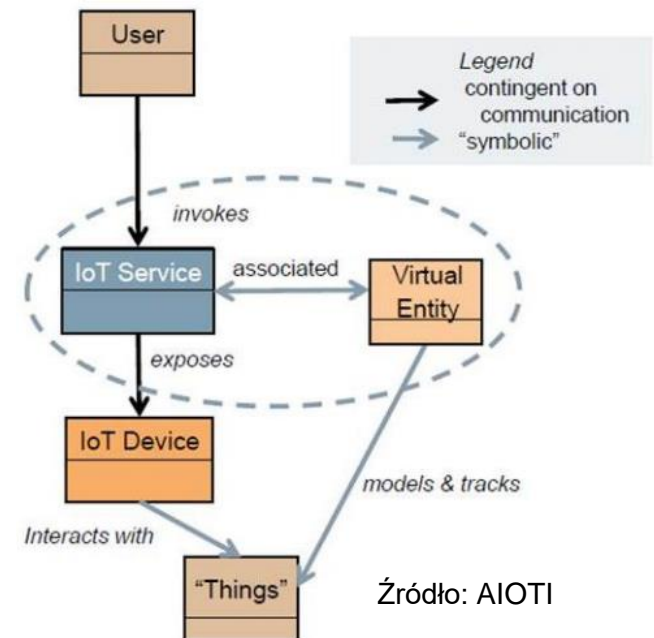 User
Legend
contingent on
communication
"symbolic"
invokes
IoT Service
associated
Virtual
Entity
exposes
IoT Device
models & tracks
Interacts with
"Things"
Źródło: AIOTI